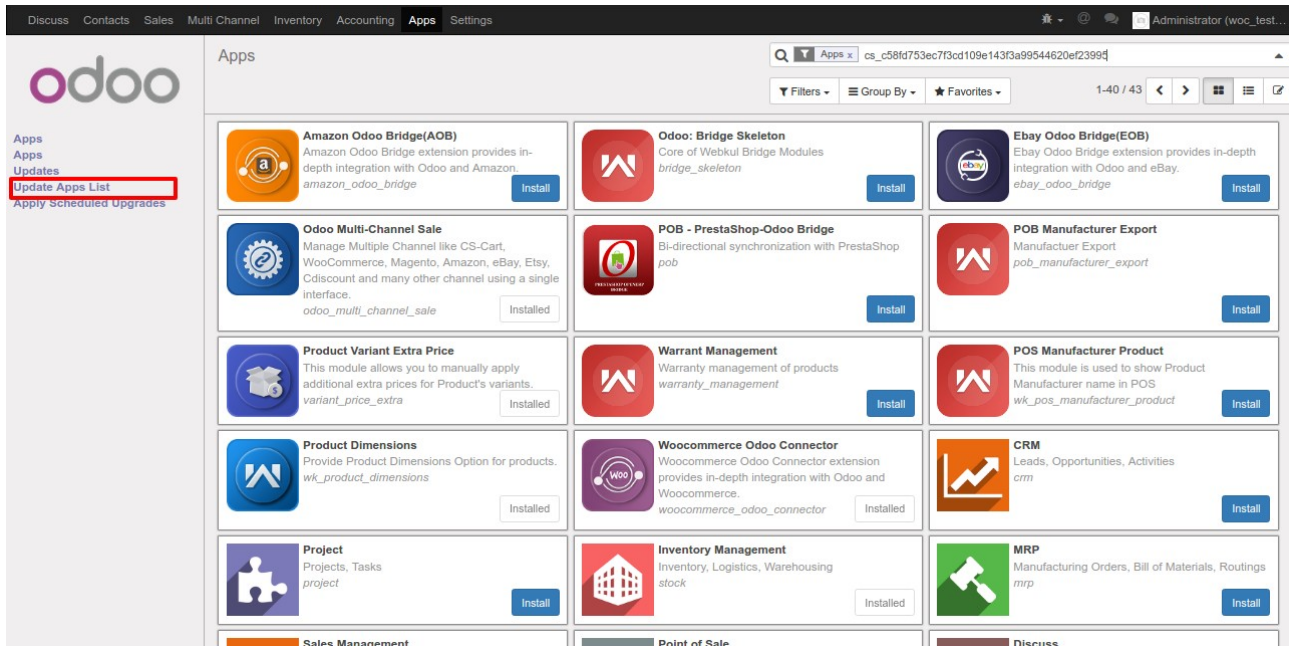 Discuss Contacts Sales Multi Channel Inventory Accounting Apps Settings
@ Administrator (woc_test...
odoo
Apps
Apps
Updates
Update Apps List
Apply Scheduled Upgrades
Apps
Apps x cs_c58fd753ec7f3cd109e143f3a99544620ef23995
Filters Group By Favorites
1-40 / 43
Amazon Odoo Bridge(AOB)
Amazon Odoo Bridge extension provides in-
depth integration with Odoo and Amazon.
amazon_odoo_bridge
Install
Odoo: Bridge Skeleton
Core of Webkul Bridge Modules
bridge_skeleton
Install
ebay
Ebay Odoo Bridge(EOB)
Ebay Odoo Bridge extension provides in-depth
integration with Odoo and eBay.
ebay_odoo_bridge
Install
Odoo Multi-Channel Sale
Manage Multiple Channel like CS-Cart,
WooCommerce, Magento, Amazon, eBay, Etsy,
Cdiscount and many other channel using a single
interface.
odoo_multi_channel_sale
Installed
POB - PrestaShop-Odoo Bridge
Bi-directional synchronization with PrestaShop
pob
Install
POB Manufacturer Export
Manufactuer Export
pob_manufacturer_export
Install
Product Variant Extra Price
This module allows you to manually apply
additional extra prices for Product's variants.
variant_price_extra
Installed
Warrant Management
Warranty management of products
warranty_management
Install
POS Manufacturer Product
This module is used to show Product
Manufacturer name in POS
wk_pos_manufacturer_product
Install
Product Dimensions
Provide Product Dimensions Option for products.
wk_product_dimensions
Installed
Woo
Woocommerce Odoo Connector
Woocommerce Odoo Connector extension
provides in-depth integration with Odoo and
Woocommerce.
woocommerce_odoo_connector
Installed
CRM
Leads, Opportunities, Activities
crm
Install
Project
Projects, Tasks
project
Install
Inventory Management
Inventory, Logistics, Warehousing
stock
Installed
MRP
Manufacturing Orders, Bill of Materials, Routings
mrp
Install
Sales Management
Point of Sale
Discuss